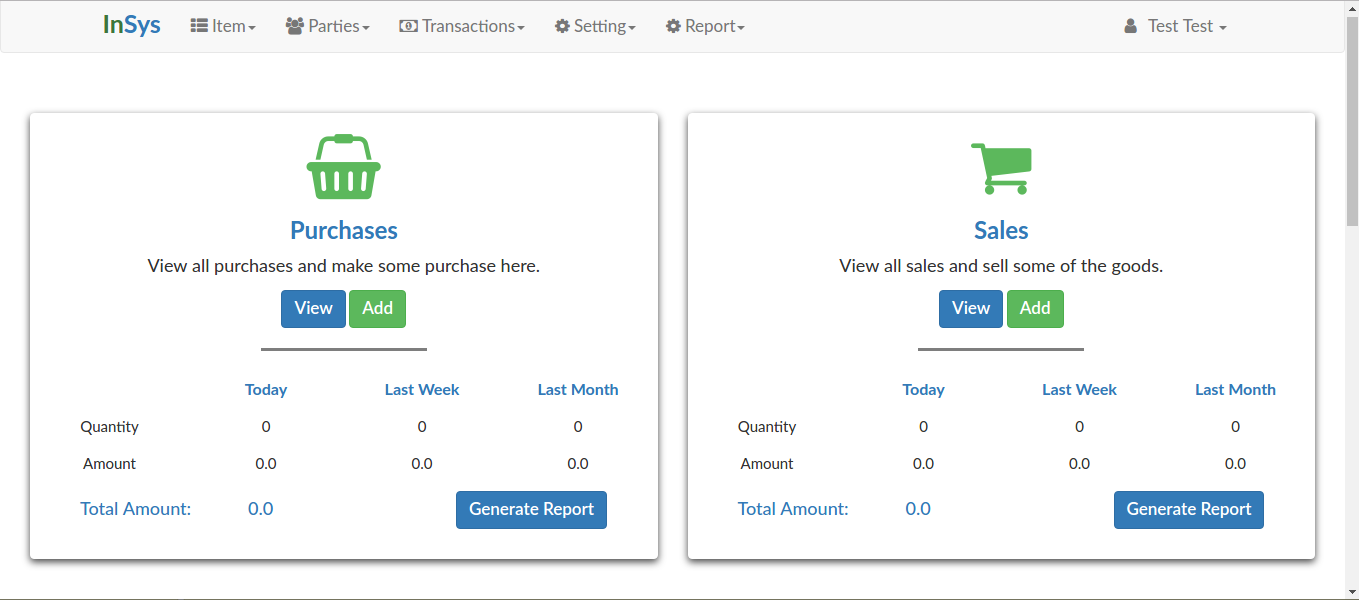 InSys Item Parties Transactions Setting Report Test Test
Purchases
View all purchases and make some purchase here.
View Add
Today Last Week Last Month
Quantity 0 0 0
Amount 0.0 0.0 0.0
Total Amount: 0.0 Generate Report
Sales
View all sales and sell some of the goods.
View Add
Today Last Week Last Month
Quantity 0 0 0
Amount 0.0 0.0 0.0
Total Amount: 0.0 Generate Report